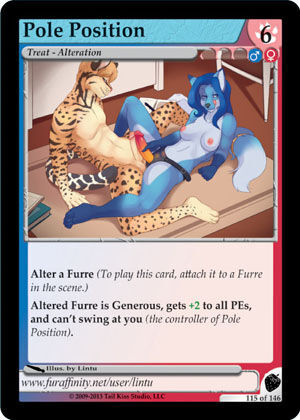 Pole Position
6
Treat - Alteration
Alter a Furre (To play this card, attach it to a Furre
in the scene.)
Altered Furre is Generous, gets +2 to all PEs,
and can't swing at you (the controller of Pole
Position).
Illus. by Lintu
www.furaffinity.net/user/lintu
© 2009-2013 Tail Kiss Studio, LLC
115 of 146